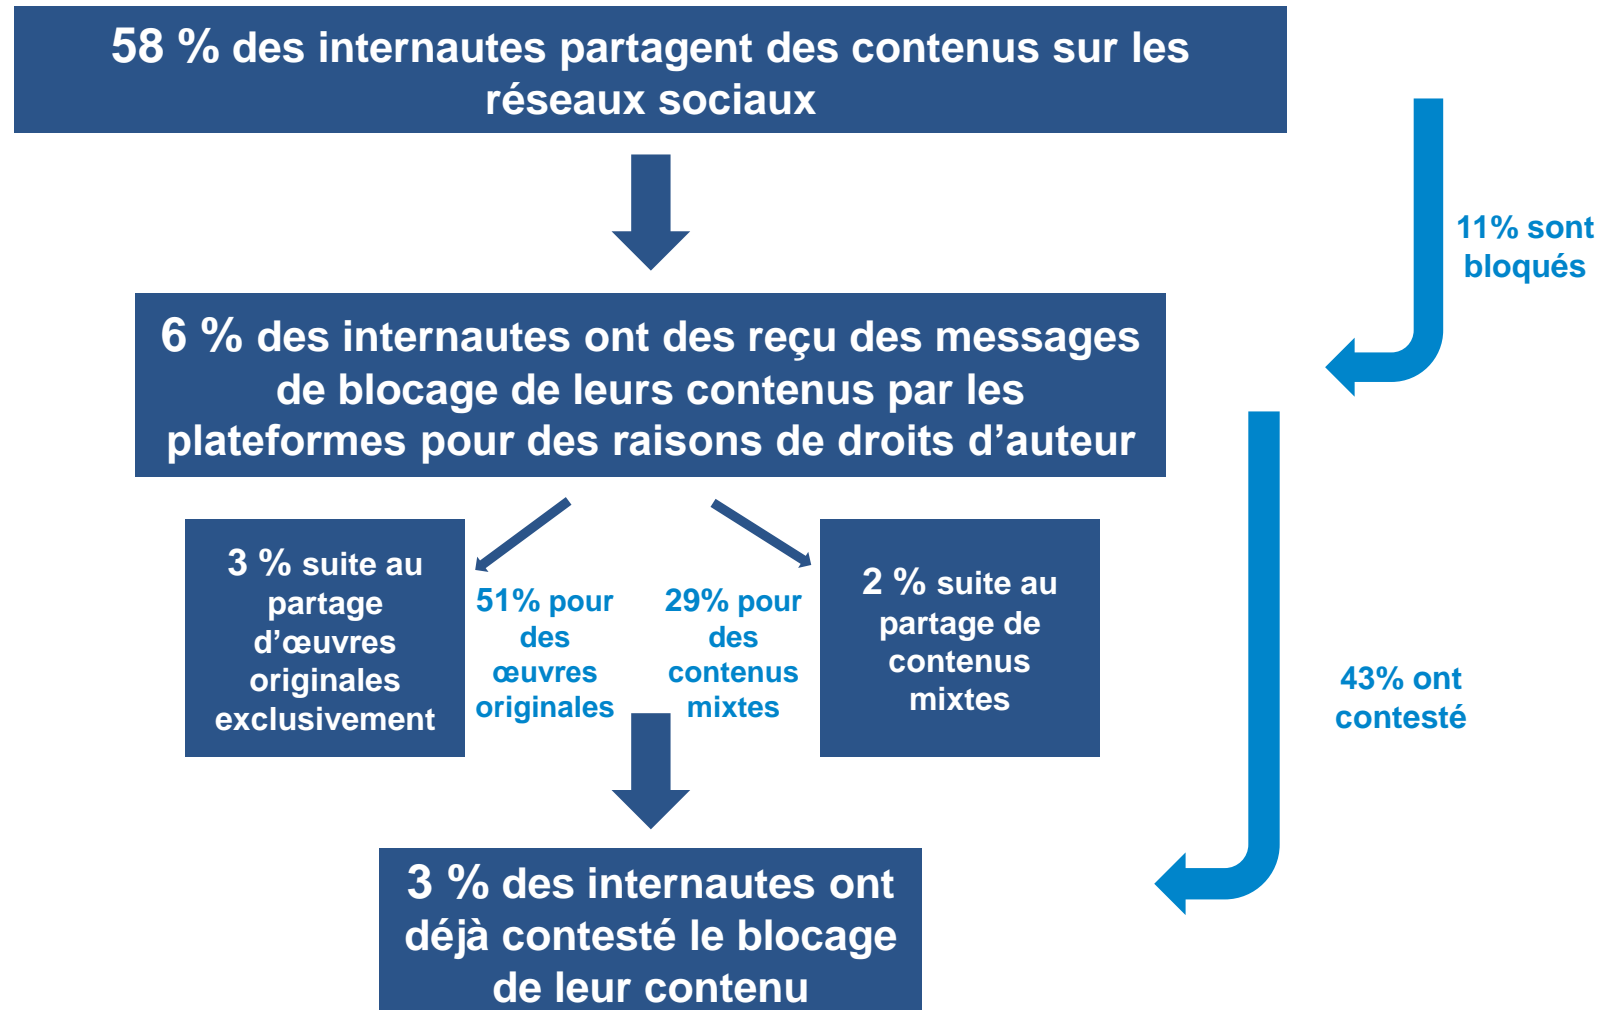 58 % des internautes partagent des contenus sur les
réseaux sociaux
11% sont
bloqués
6 % des internautes ont des reçu des messages
de blocage de leurs contenus par les
plateformes pour des raisons de droits d’auteur
3 % suite au
partage
d’œuvres
originales
exclusivement
51% pour
des
œuvres
originales
29% pour
des
contenus
mixtes
2 % suite au
partage de
contenus
mixtes
43% ont
contesté
3 % des internautes ont
déjà contesté le blocage
de leur contenu